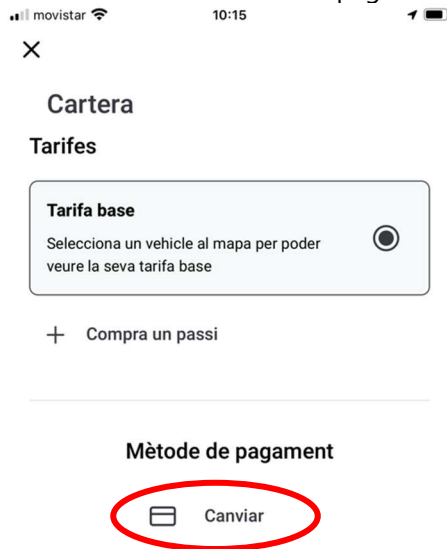 movistar 10:15
Cartera
Tarifes
Tarifa base
Selecciona un vehicle al mapa per poder
veure la seva tarifa base
Compra un passi
Mètode de pagament
Canviar